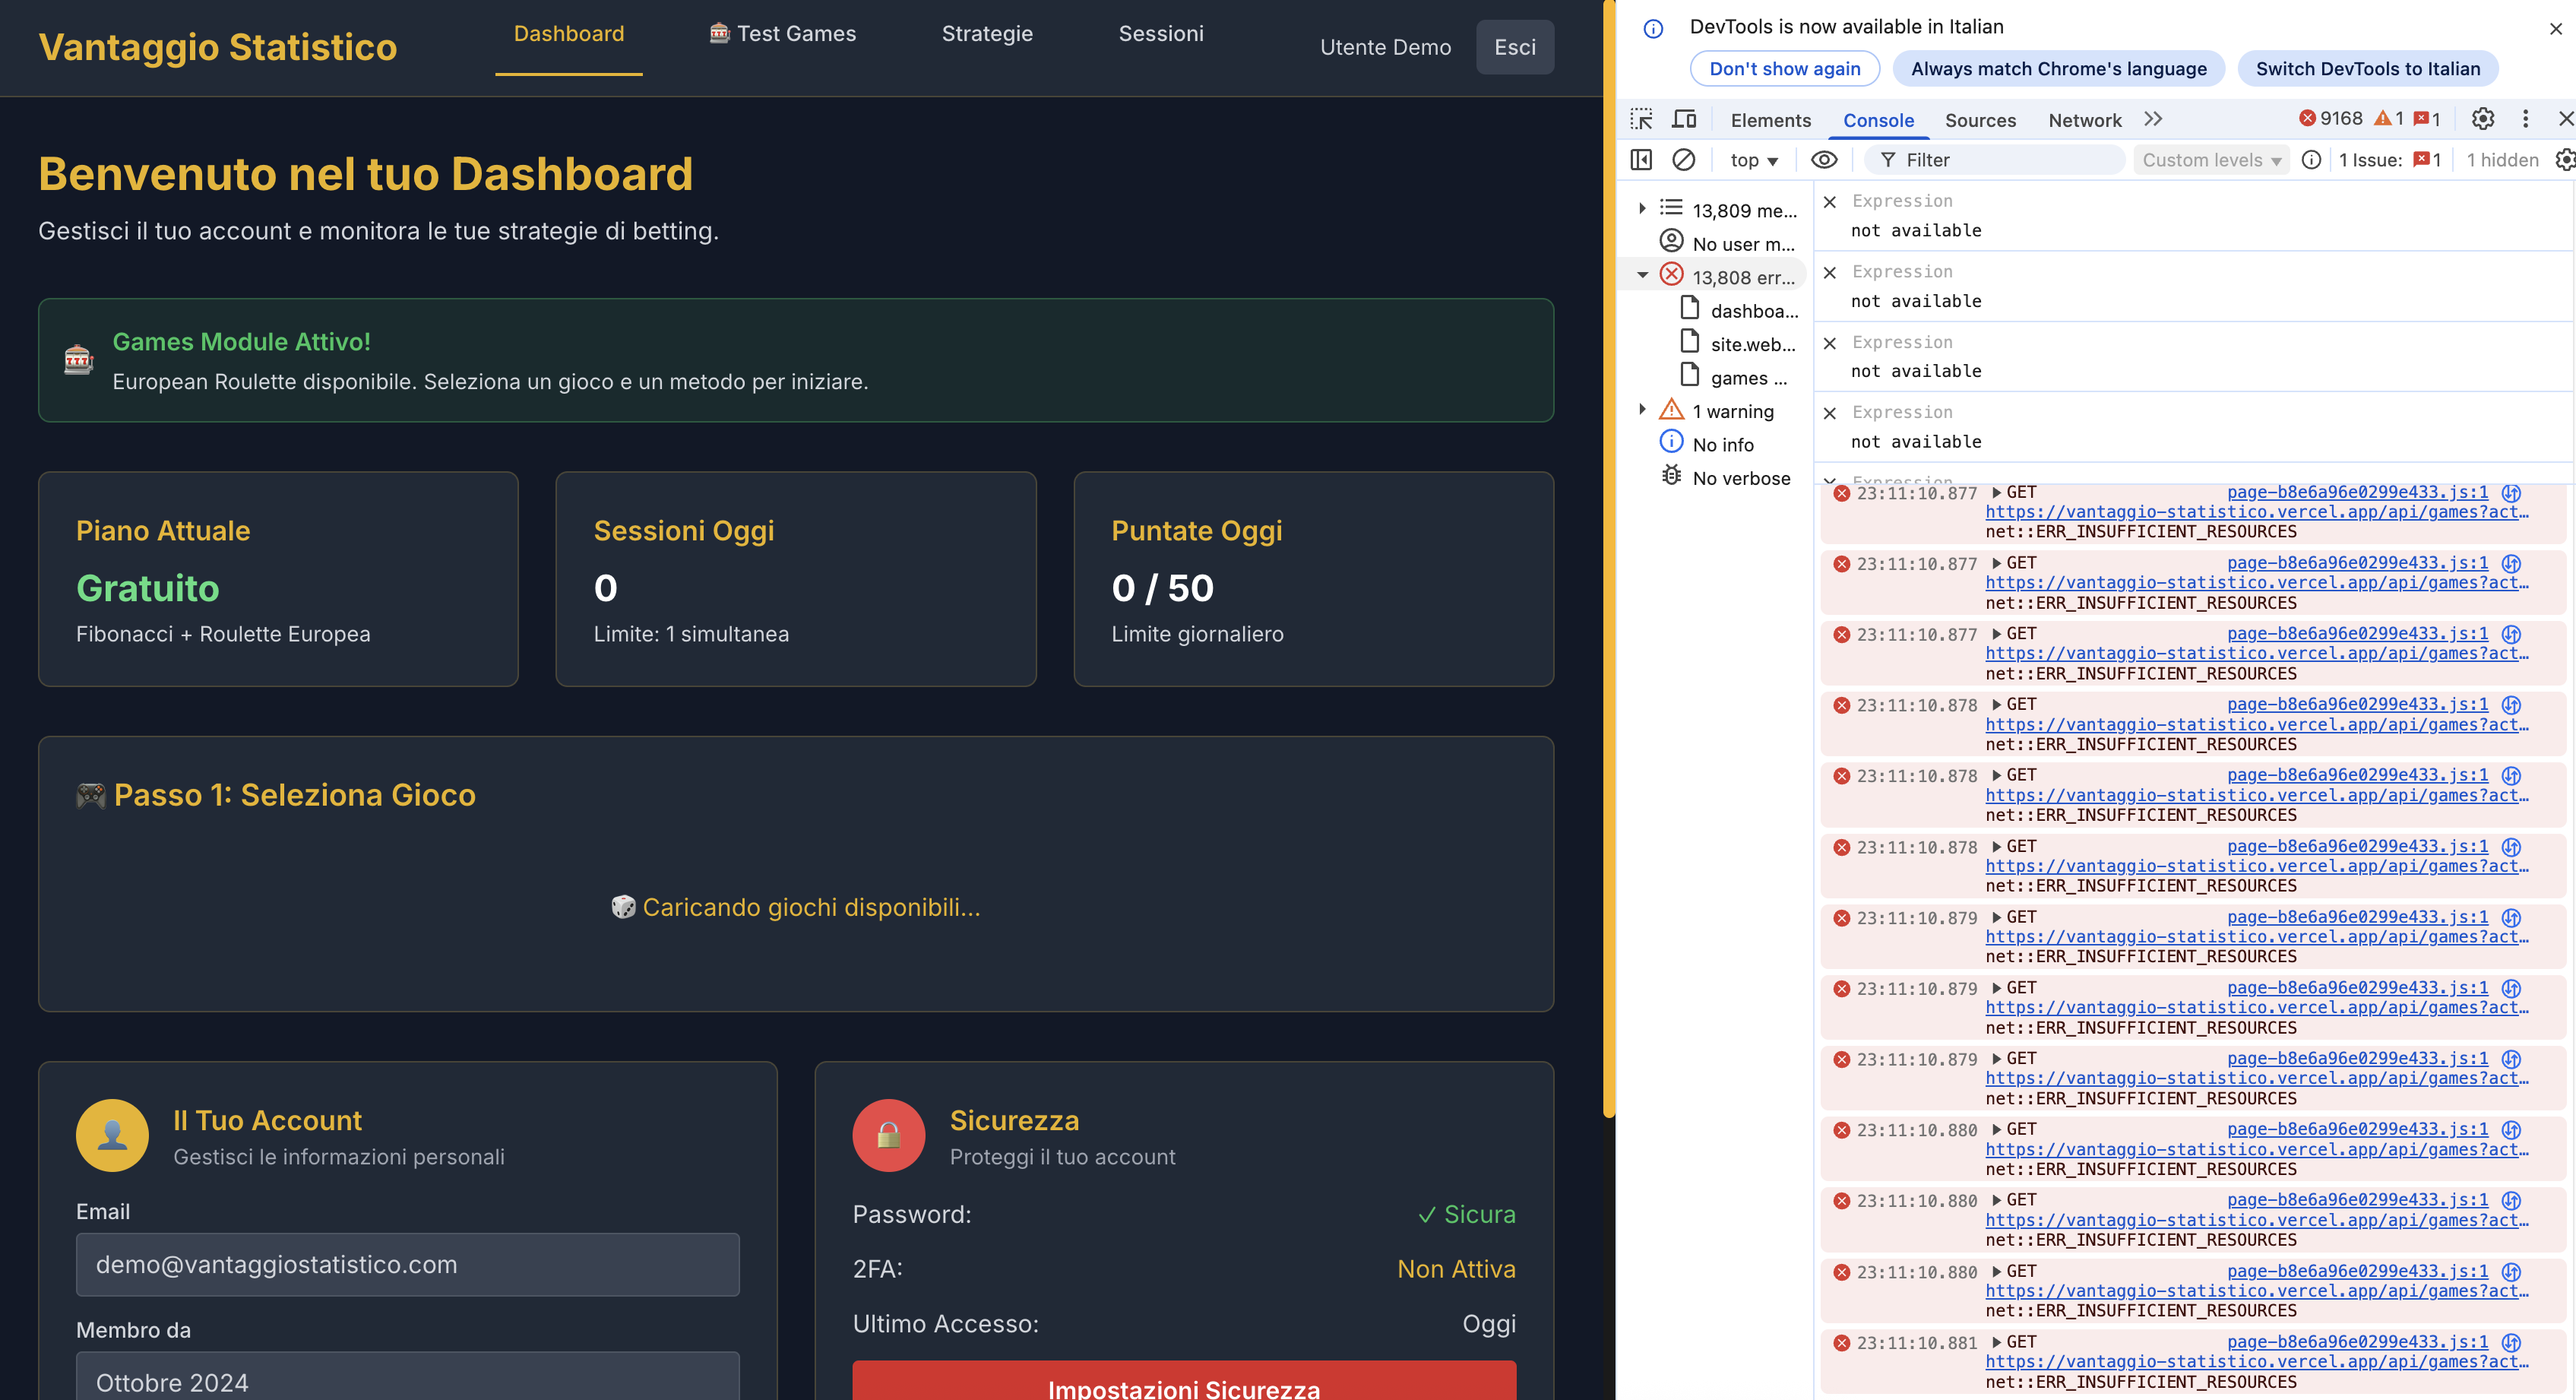 Vantaggio Statistico
Dashboard
Test Games
Strategie
Sessioni
Utente Demo
Esci
Benvenuto nel tuo Dashboard
Gestisci il tuo account e monitora le tue strategie di betting.
Games Module Attivo!
European Roulette disponibile. Seleziona un gioco e un metodo per iniziare.
Piano Attuale
Gratuito
Fibonacci + Roulette Europea
Sessioni Oggi
0
Limite: 1 simultanea
Puntate Oggi
0 / 50
Limite giornaliero
Passo 1: Seleziona Gioco
Caricando giochi disponibili...
Il Tuo Account
Gestisci le informazioni personali
Email
demo@vantaggiostatistico.com
Membro da
Ottobre 2024
Sicurezza
Proteggi il tuo account
Password:
✓ Sicura
2FA:
Non Attiva
Ultimo Accesso:
Oggi
Impostazioni Sicurezza
DevTools is now available in Italian
Don't show again
Always match Chrome's language
Switch DevTools to Italian
Elements
Console
Sources
Network
9168
1
1
top
Filter
Custom levels
1 Issue:
1
1 hidden
13,809 me...
No user m...
13,808 err...
dashboa...
site.web...
games ...
1 warning
No info
No verbose
Expression
not available
Expression
not available
Expression
not available
Expression
not available
Expression
23:11:10.877 GET page-b8e6a96e0299e433.js:1
https://vantaggio-statistico.vercel.app/api/games?act…
net::ERR_INSUFFICIENT_RESOURCES
23:11:10.877 GET page-b8e6a96e0299e433.js:1
https://vantaggio-statistico.vercel.app/api/games?act…
net::ERR_INSUFFICIENT_RESOURCES
23:11:10.877 GET page-b8e6a96e0299e433.js:1
https://vantaggio-statistico.vercel.app/api/games?act…
net::ERR_INSUFFICIENT_RESOURCES
23:11:10.878 GET page-b8e6a96e0299e433.js:1
https://vantaggio-statistico.vercel.app/api/games?act…
net::ERR_INSUFFICIENT_RESOURCES
23:11:10.878 GET page-b8e6a96e0299e433.js:1
https://vantaggio-statistico.vercel.app/api/games?act…
net::ERR_INSUFFICIENT_RESOURCES
23:11:10.878 GET page-b8e6a96e0299e433.js:1
https://vantaggio-statistico.vercel.app/api/games?act…
net::ERR_INSUFFICIENT_RESOURCES
23:11:10.879 GET page-b8e6a96e0299e433.js:1
https://vantaggio-statistico.vercel.app/api/games?act…
net::ERR_INSUFFICIENT_RESOURCES
23:11:10.879 GET page-b8e6a96e0299e433.js:1
https://vantaggio-statistico.vercel.app/api/games?act…
net::ERR_INSUFFICIENT_RESOURCES
23:11:10.879 GET page-b8e6a96e0299e433.js:1
https://vantaggio-statistico.vercel.app/api/games?act…
net::ERR_INSUFFICIENT_RESOURCES
23:11:10.880 GET page-b8e6a96e0299e433.js:1
https://vantaggio-statistico.vercel.app/api/games?act…
net::ERR_INSUFFICIENT_RESOURCES
23:11:10.880 GET page-b8e6a96e0299e433.js:1
https://vantaggio-statistico.vercel.app/api/games?act…
net::ERR_INSUFFICIENT_RESOURCES
23:11:10.880 GET page-b8e6a96e0299e433.js:1
https://vantaggio-statistico.vercel.app/api/games?act…
net::ERR_INSUFFICIENT_RESOURCES
23:11:10.881 GET page-b8e6a96e0299e433.js:1
https://vantaggio-statistico.vercel.app/api/games?act…
net::ERR_INSUFFICIENT_RESOURCES